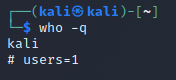 ┌──(kali㉿kali)-[~]
└─$ who -q
kali
# users=1